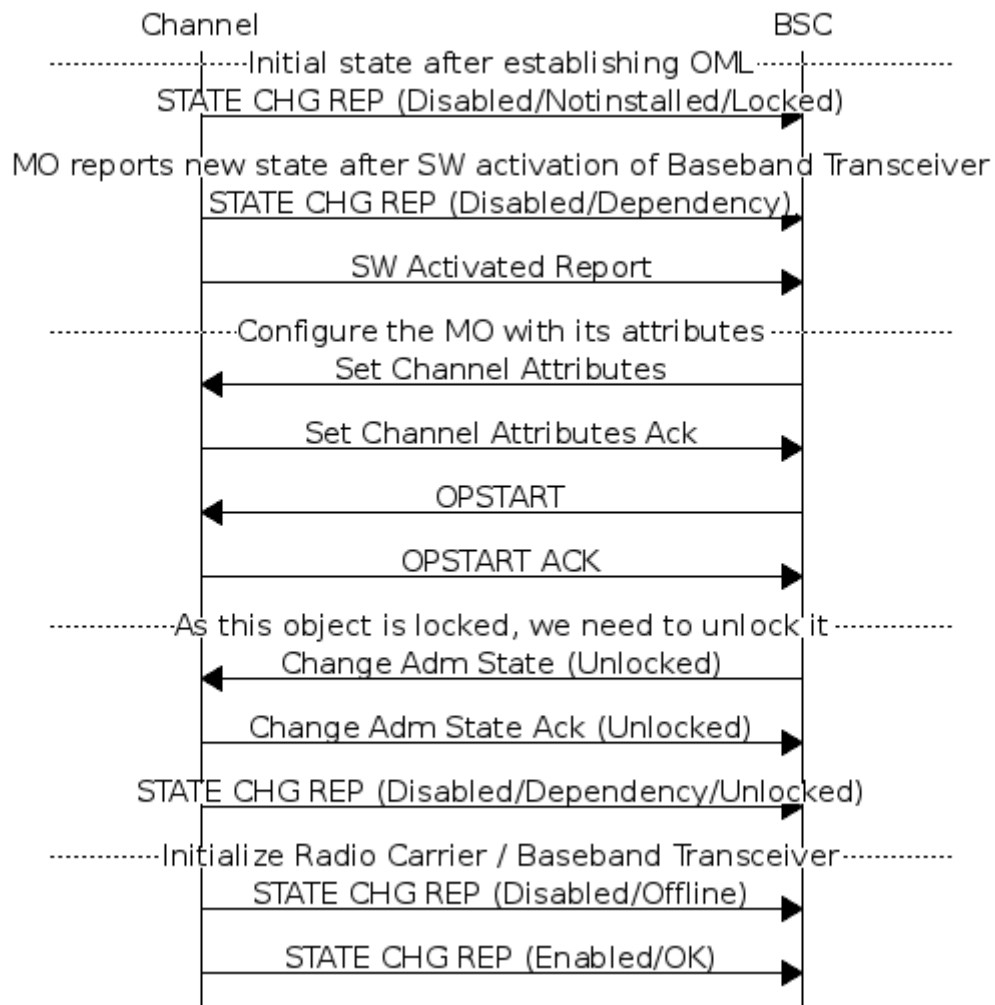 Channel BSC
Initial state after establishing OML
STATE CHG REP (Disabled/Notinstalled/Locked)
MO reports new state after SW activation of Baseband Transceiver
STATE CHG REP (Disabled/Dependency)
SW Activated Report
Configure the MO with its attributes
Set Channel Attributes
Set Channel Attributes Ack
OPSTART
OPSTART ACK
As this object is locked, we need to unlock it
Change Adm State (Unlocked)
Change Adm State Ack (Unlocked)
STATE CHG REP (Disabled/Dependency/Unlocked)
Initialize Radio Carrier / Baseband Transceiver
STATE CHG REP (Disabled/Offline)
STATE CHG REP (Enabled/OK)